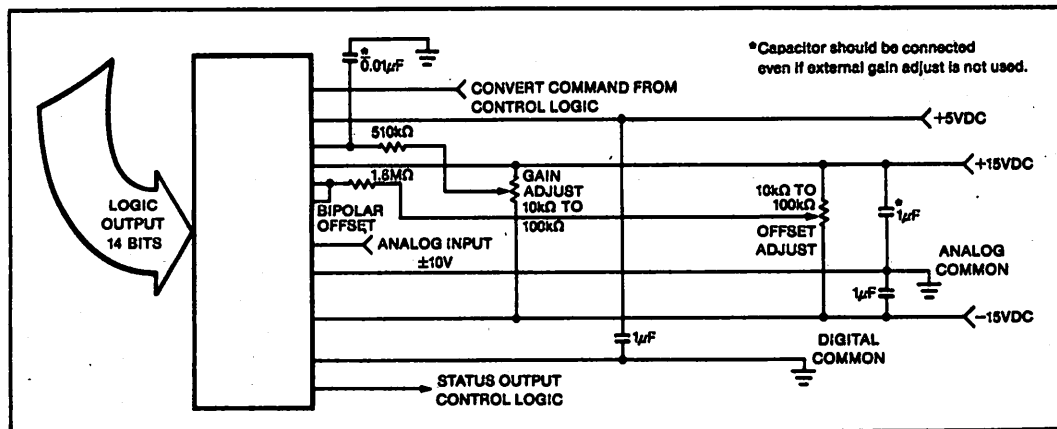 *
0.01μF
*Capacitor should be connected
even if external gain adjust is not used.
CONVERT COMMAND FROM
CONTROL LOGIC
+5VDC
510kΩ
+15VDC
1.8MΩ
GAIN
ADJUST
10kΩ TO
100kΩ
10kΩ TO
100kΩ
OFFSET
ADJUST
*
1μF
LOGIC
OUTPUT
14 BITS
BIPOLAR
OFFSET
ANALOG INPUT
±10V
ANALOG
COMMON
1μF
-15VDC
1μF
DIGITAL
COMMON
STATUS OUTPUT
CONTROL LOGIC